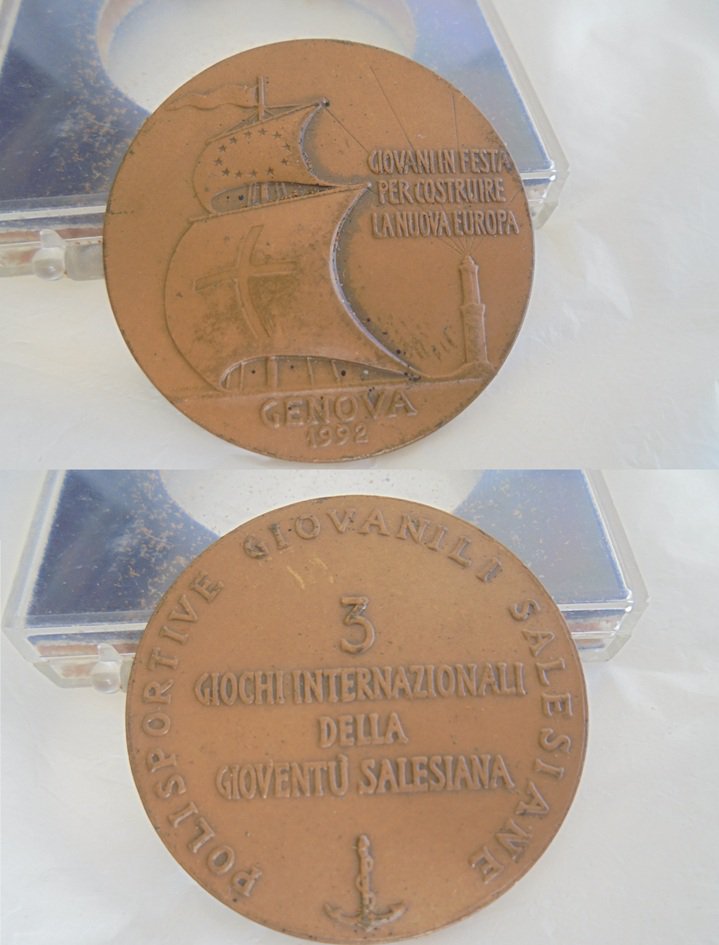 GIOVANI IN FESTA
PER COSTRUIRE
LA NUOVA EUROPA
GENOVA
1992
POLISPORTIVE GIOVANILI SALESIANE
3
GIOCHI INTERNAZIONALI
DELLA
GIOVENTÙ SALESIANA